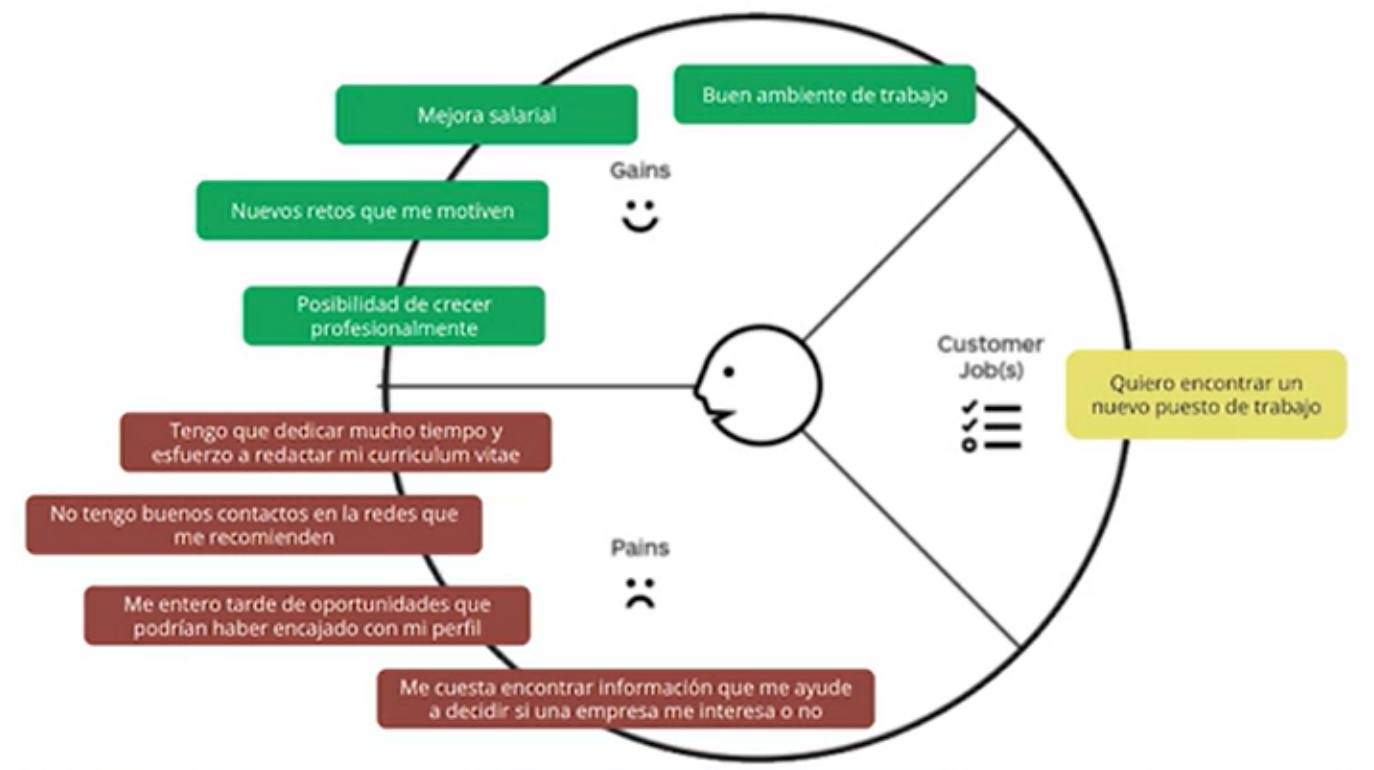 Buen ambiente de trabajo
Mejora salarial
Gains
Nuevos retos que me motiven
Posibilidad de crecer
profesionalmente
Customer
Job(s)
Quiero encontrar un
nuevo puesto de trabajo
Tengo que dedicar mucho tiempo y
esfuerzo a redactar mi curriculum vitae
No tengo buenos contactos en la redes que
me recomienden
Pains
Me entero tarde de oportunidades que
podrían haber encajado con mi perfil
Me cuesta encontrar información que me ayude
a decidir si una empresa me interesa o no